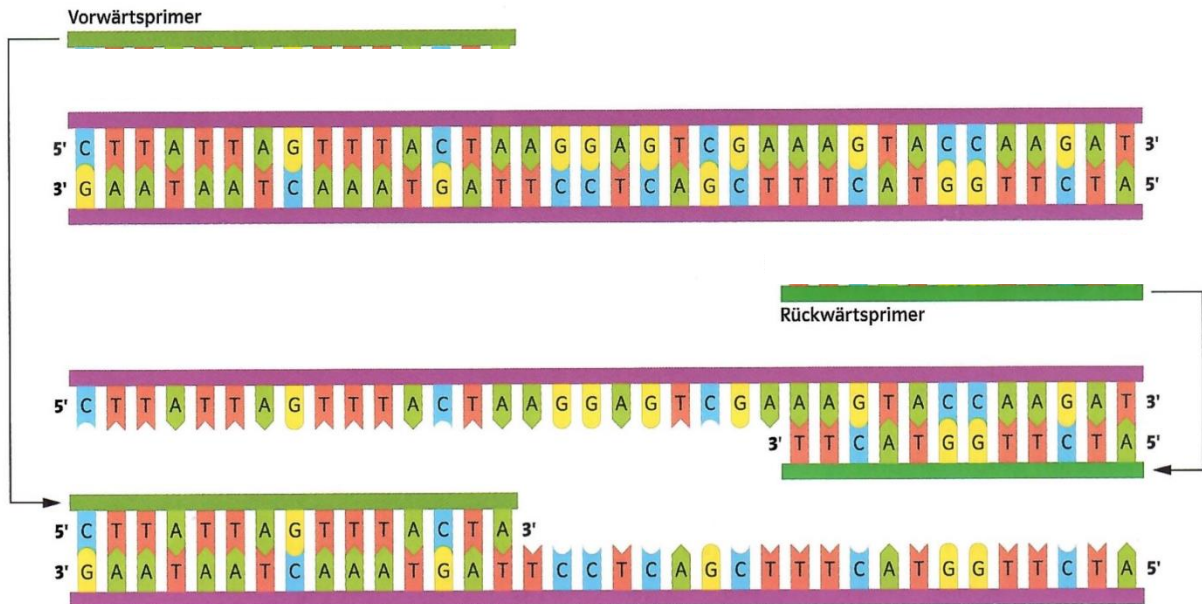 Vorwärtsprimer
5' C T T A T T A G T T T A C T A A G G A G T C G A A A G T A C C A A G A T 3'
3' G A A T A A T C A A A T G A T T C C T C A G C T T T C A T G G T T C T A 5'
Rückwärtsprimer
5' C T T A T T A G T T T A C T A A G G A G T C G A A A G T A C C A A G A T 3'
3' T T C A T G G T T C T A 5'
5' C T T A T T A G T T T A C T A 3'
3' G A A T A A T C A A A T G A T T C C T C A G C T T T C A T G G T T C T A 5'